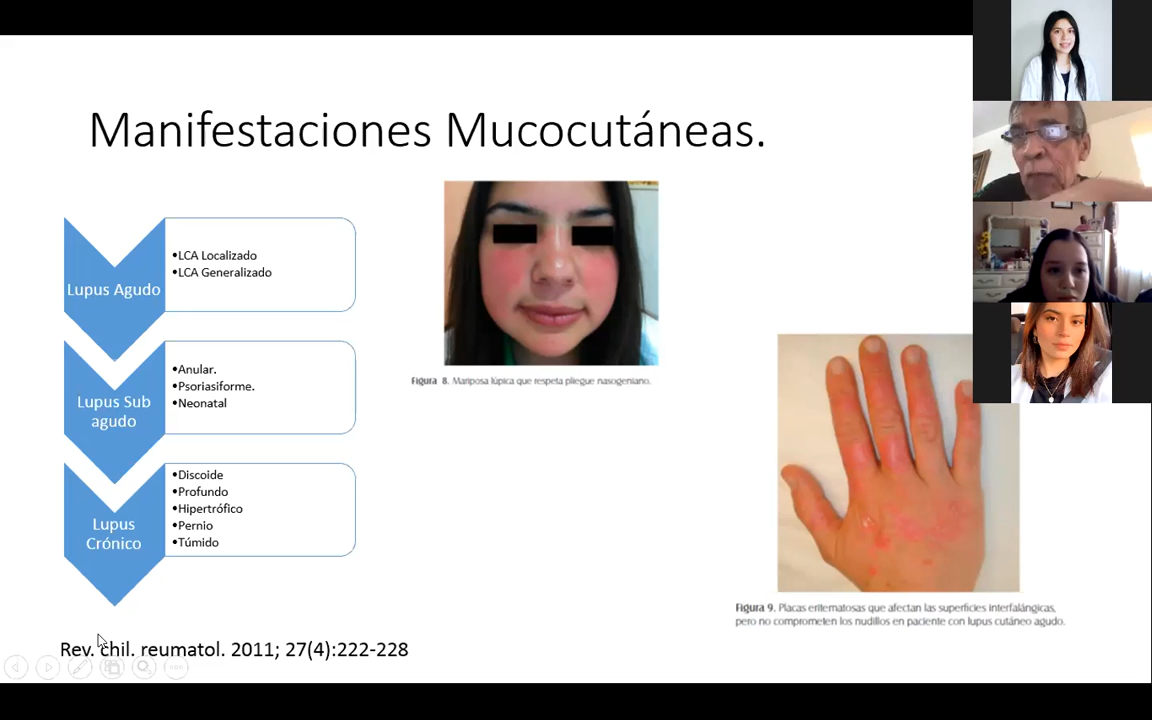 Manifestaciones Mucocutáneas.
Lupus Agudo
•LCA Localizado
•LCA Generalizado
Lupus Sub
agudo
•Anular.
•Psoriasiforme.
•Neonatal
Lupus
Crónico
•Discoide
•Profundo
•Hipertrófico
•Pernio
•Túmido
Figura 8. Mariposa lúpica que respeta pliegue nasogeniano.
Figura 9. Placas eritematosas que afectan las superficies interfalángicas,
pero no comprometen los nudillos en paciente con lupus cutáneo agudo.
Rev. chil. reumatol. 2011; 27(4):222-228